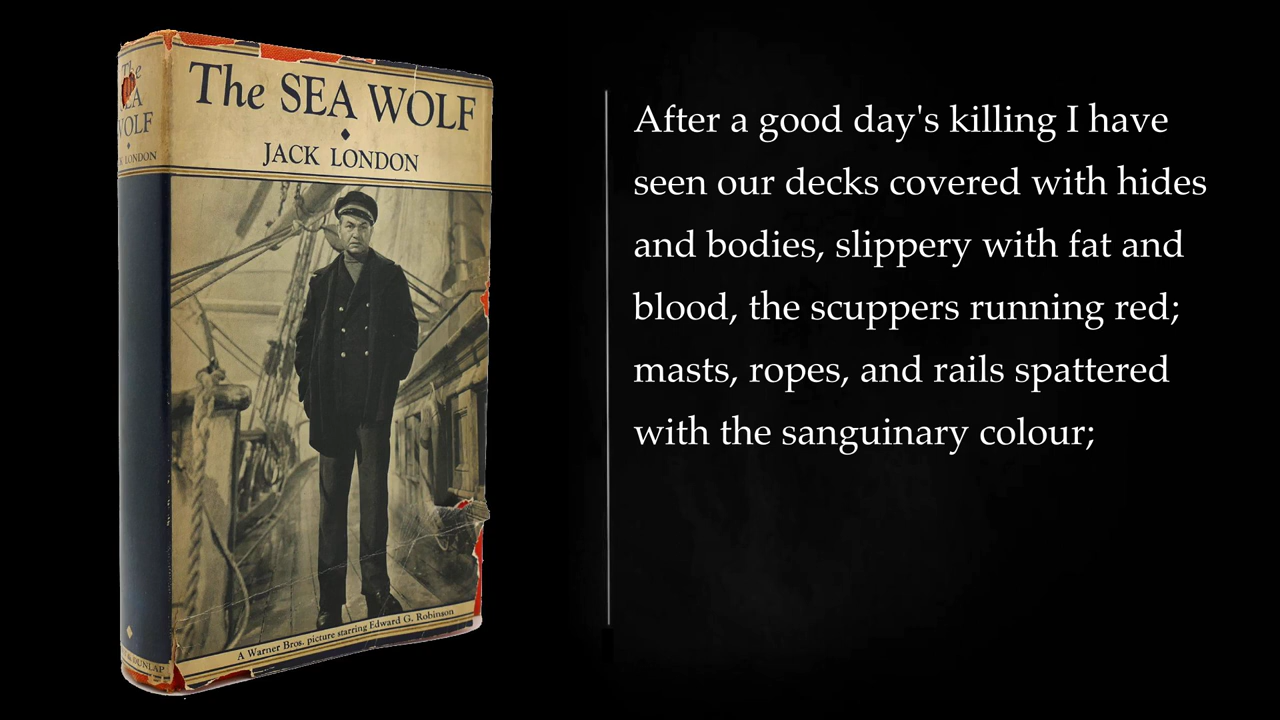 The
SEA
WOLF
LONDON
The SEA WOLF
JACK LONDON
A Warner Bros. picture starring Edward G. Robinson
DUNLAP
After a good day's killing I have
seen our decks covered with hides
and bodies, slippery with fat and
blood, the scuppers running red;
masts, ropes, and rails spattered
with the sanguinary colour;